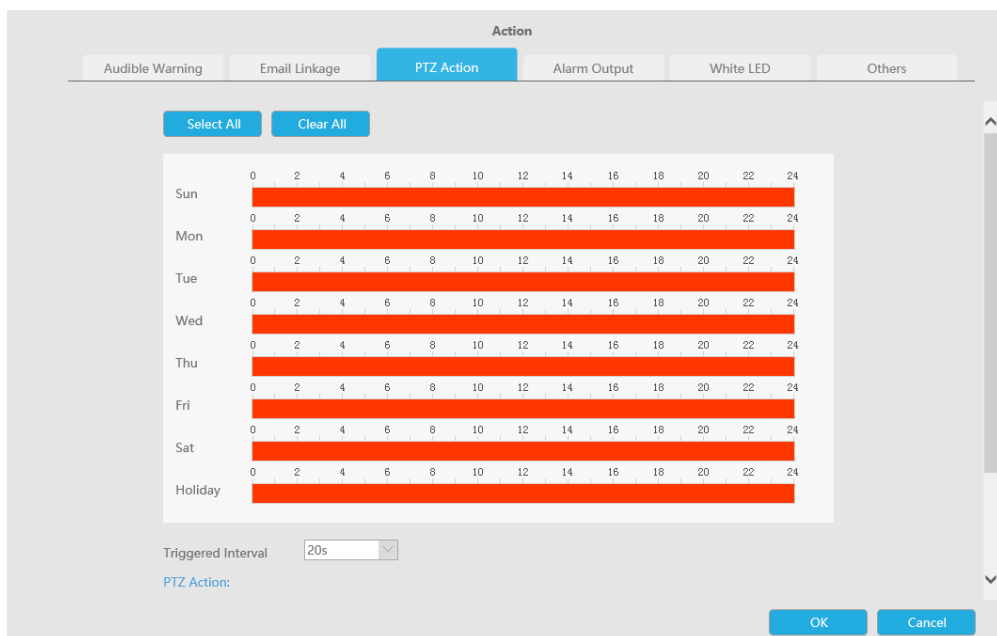 Action
Audible Warning Email Linkage PTZ Action Alarm Output White LED Others
Select All Clear All
0 2 4 6 8 10 12 14 16 18 20 22 24
Sun
0 2 4 6 8 10 12 14 16 18 20 22 24
Mon
0 2 4 6 8 10 12 14 16 18 20 22 24
Tue
0 2 4 6 8 10 12 14 16 18 20 22 24
Wed
0 2 4 6 8 10 12 14 16 18 20 22 24
Thu
0 2 4 6 8 10 12 14 16 18 20 22 24
Fri
0 2 4 6 8 10 12 14 16 18 20 22 24
Sat
0 2 4 6 8 10 12 14 16 18 20 22 24
Holiday
Triggered Interval 20s
PTZ Action:
OK Cancel